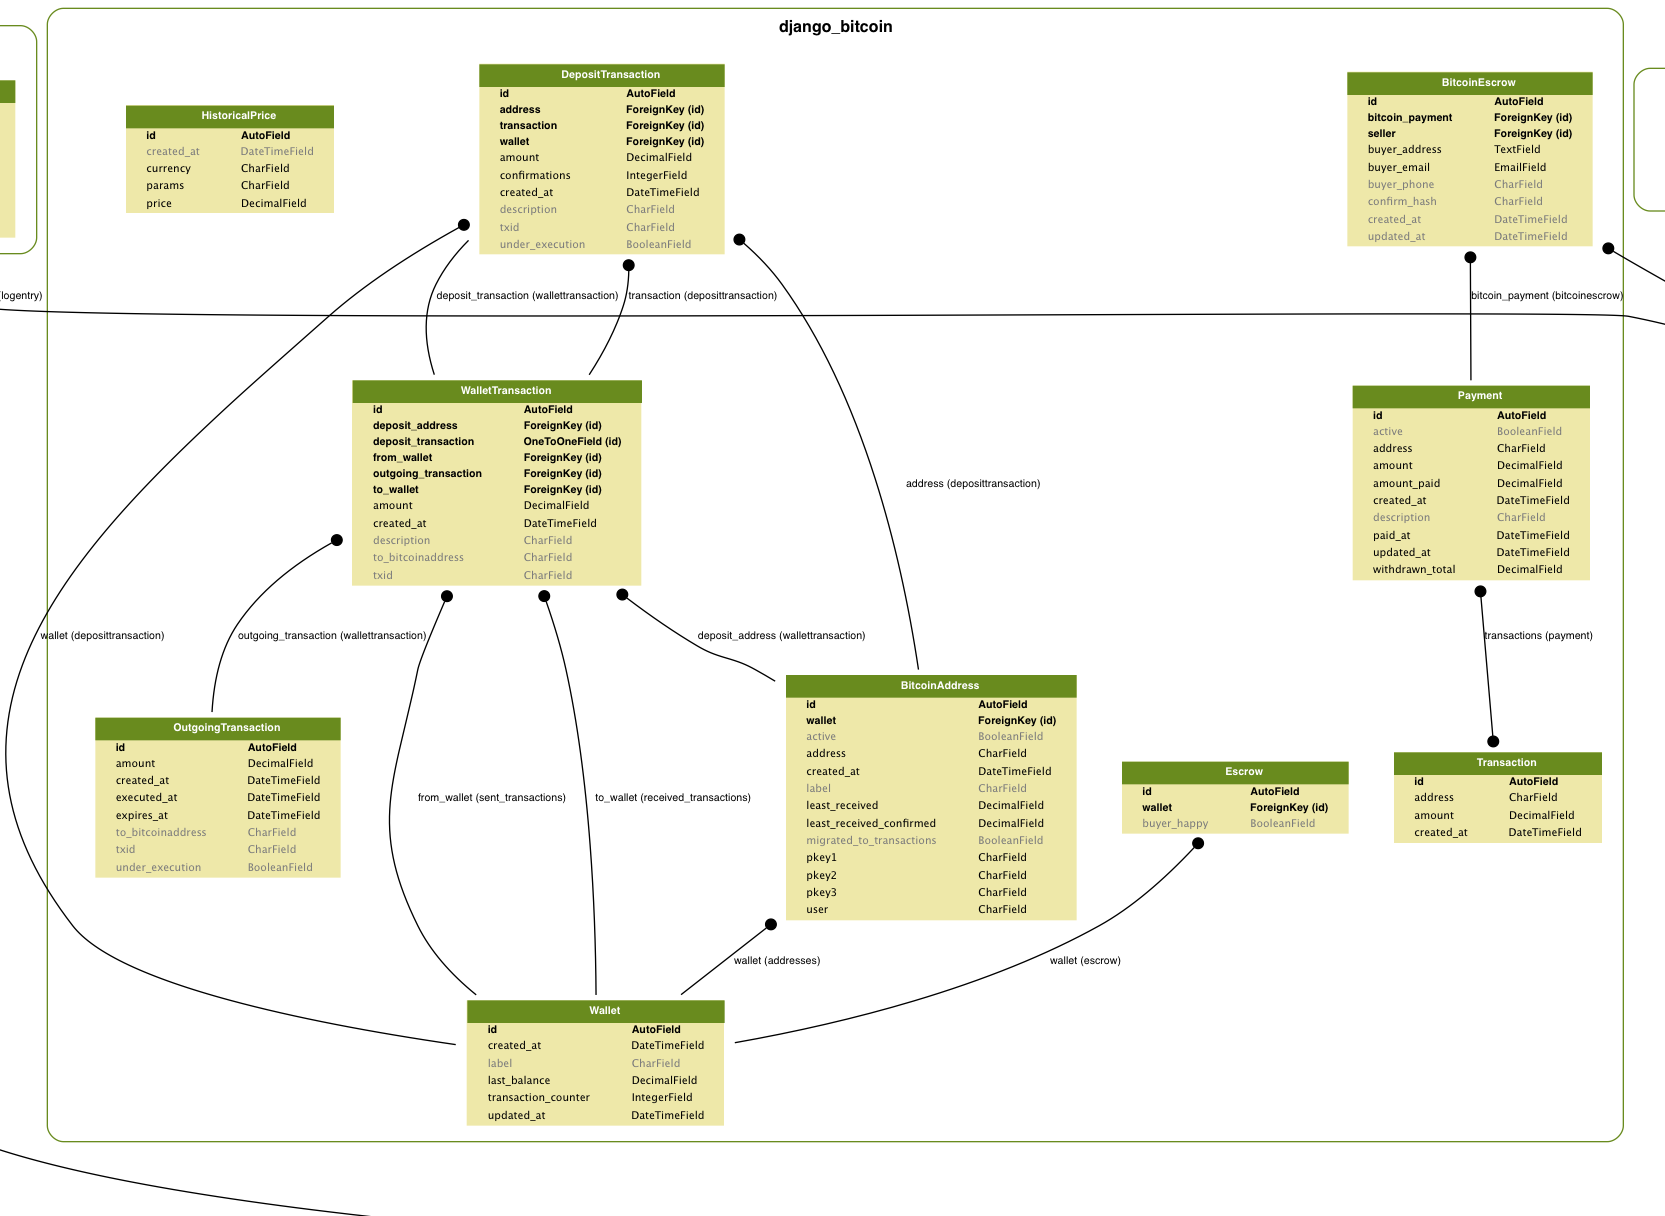 django_bitcoin
HistoricalPrice
id AutoField
created_at DateTimeField
currency CharField
params CharField
price DecimalField
DepositTransaction
id AutoField
address ForeignKey (id)
transaction ForeignKey (id)
wallet ForeignKey (id)
amount DecimalField
confirmations IntegerField
created_at DateTimeField
description CharField
txid CharField
under_execution BooleanField
BitcoinEscrow
id AutoField
bitcoin_payment ForeignKey (id)
seller ForeignKey (id)
buyer_address TextField
buyer_email EmailField
buyer_phone CharField
confirm_hash CharField
created_at DateTimeField
updated_at DateTimeField
(logentry)
deposit_transaction (wallettransaction)
transaction (deposittransaction)
bitcoin_payment (bitcoinescrow)
WalletTransaction
id AutoField
deposit_address ForeignKey (id)
deposit_transaction OneToOneField (id)
from_wallet ForeignKey (id)
outgoing_transaction ForeignKey (id)
to_wallet ForeignKey (id)
amount DecimalField
created_at DateTimeField
description CharField
to_bitcoinaddress CharField
txid CharField
address (deposittransaction)
Payment
id AutoField
active BooleanField
address CharField
amount DecimalField
amount_paid DecimalField
created_at DateTimeField
description CharField
paid_at DateTimeField
updated_at DateTimeField
withdrawn_total DecimalField
wallet (deposittransaction)
outgoing_transaction (wallettransaction)
deposit_address (wallettransaction)
transactions (payment)
OutgoingTransaction
id AutoField
amount DecimalField
created_at DateTimeField
executed_at DateTimeField
expires_at DateTimeField
to_bitcoinaddress CharField
txid CharField
under_execution BooleanField
from_wallet (sent_transactions)
to_wallet (received_transactions)
BitcoinAddress
id AutoField
wallet ForeignKey (id)
active BooleanField
address CharField
created_at DateTimeField
label CharField
least_received DecimalField
least_received_confirmed DecimalField
migrated_to_transactions BooleanField
pkey1 CharField
pkey2 CharField
pkey3 CharField
user CharField
Escrow
id AutoField
wallet ForeignKey (id)
buyer_happy BooleanField
Transaction
id AutoField
address CharField
amount DecimalField
created_at DateTimeField
wallet (addresses)
wallet (escrow)
Wallet
id AutoField
created_at DateTimeField
label CharField
last_balance DecimalField
transaction_counter IntegerField
updated_at DateTimeField